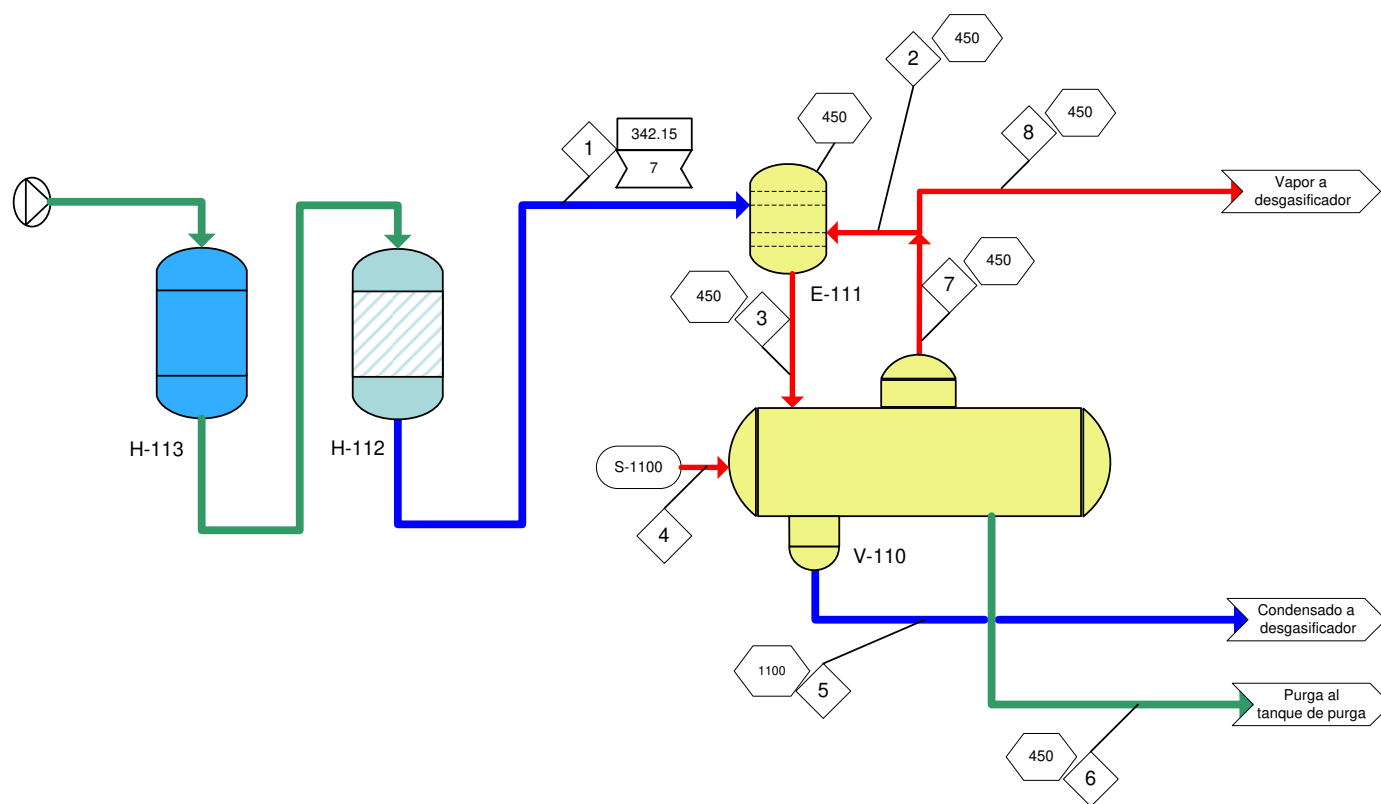 450
2
450
8
450
342.15
1
7
Vapor a
desgasificador
450
7
450
3
E-111
H-113
H-112
S-1100
4
V-110
Condensado a
desgasificador
1100
5
Purga al
tanque de purga
450
6